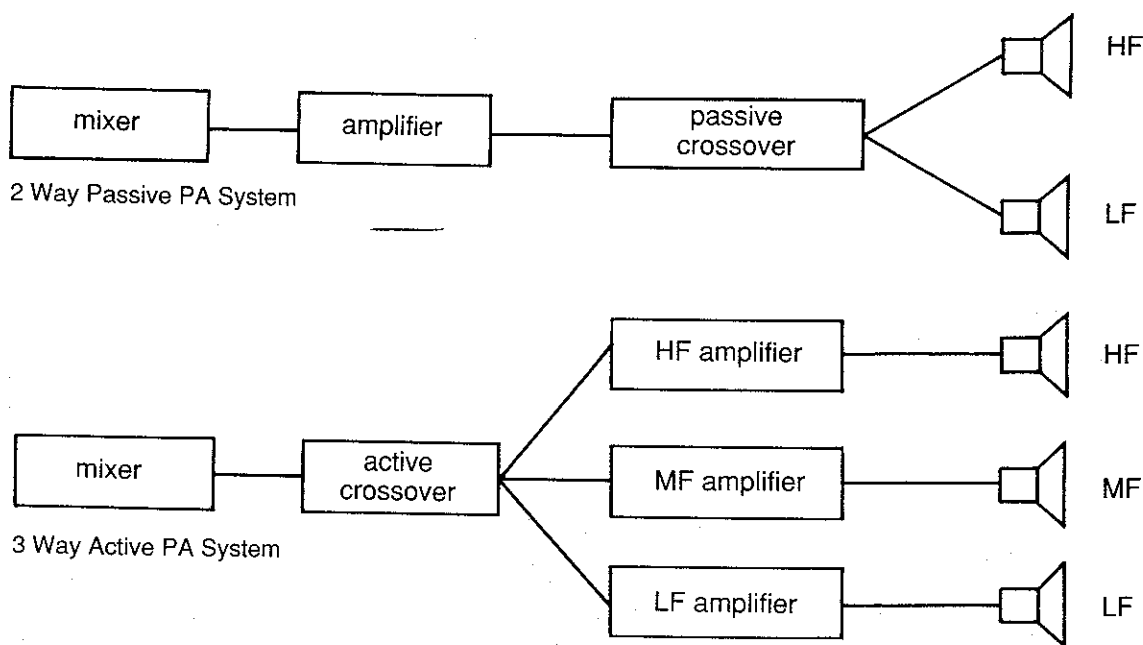 HF
mixer
amplifier
passive
crossover
2 Way Passive PA System
LF
HF amplifier
HF
mixer
active
crossover
MF amplifier
MF
3 Way Active PA System
LF amplifier
LF